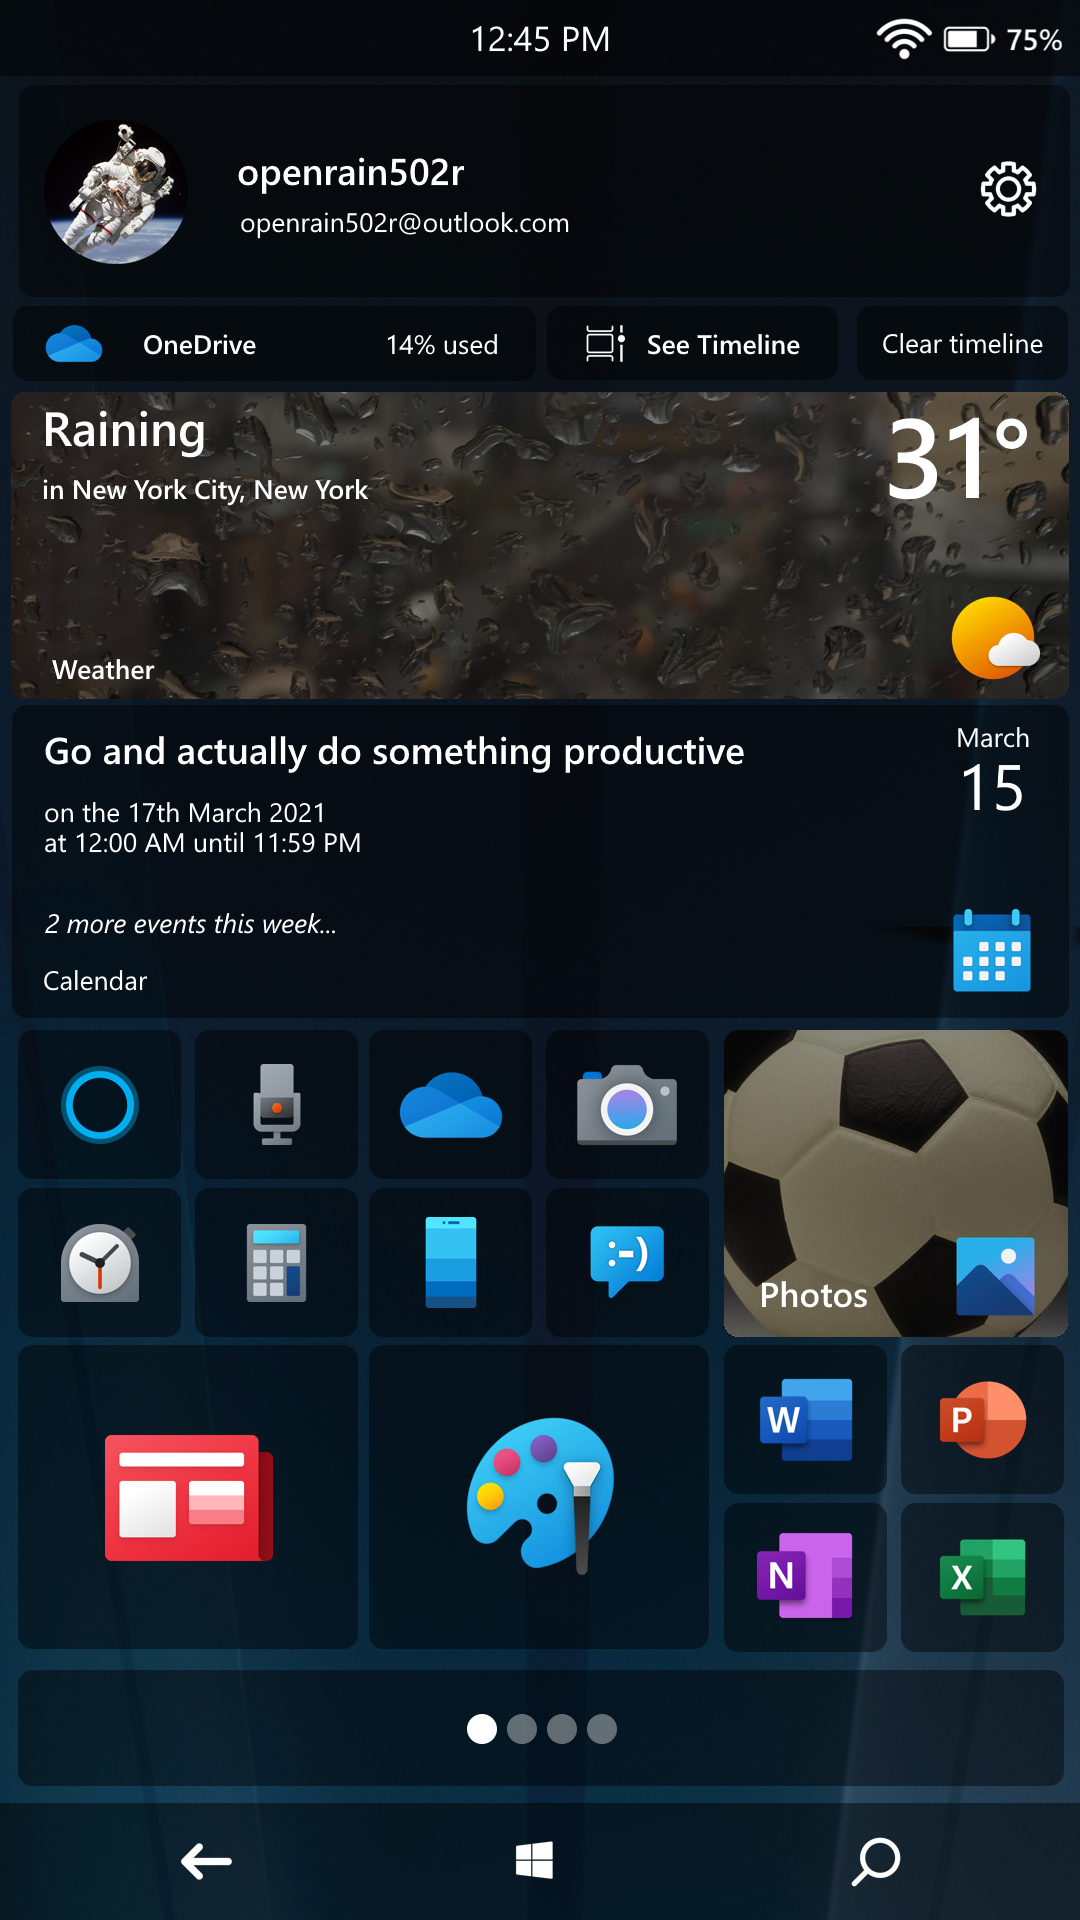 12:45 PM
75%
openrain502r
openrain502r@outlook.com
OneDrive
14% used
See Timeline
Clear timeline
Raining
31°
in New York City, New York
Weather
Go and actually do something productive
March
15
on the 17th March 2021
at 12:00 AM until 11:59 PM
2 more events this week...
Calendar
:-)
Photos
W
P
N
X